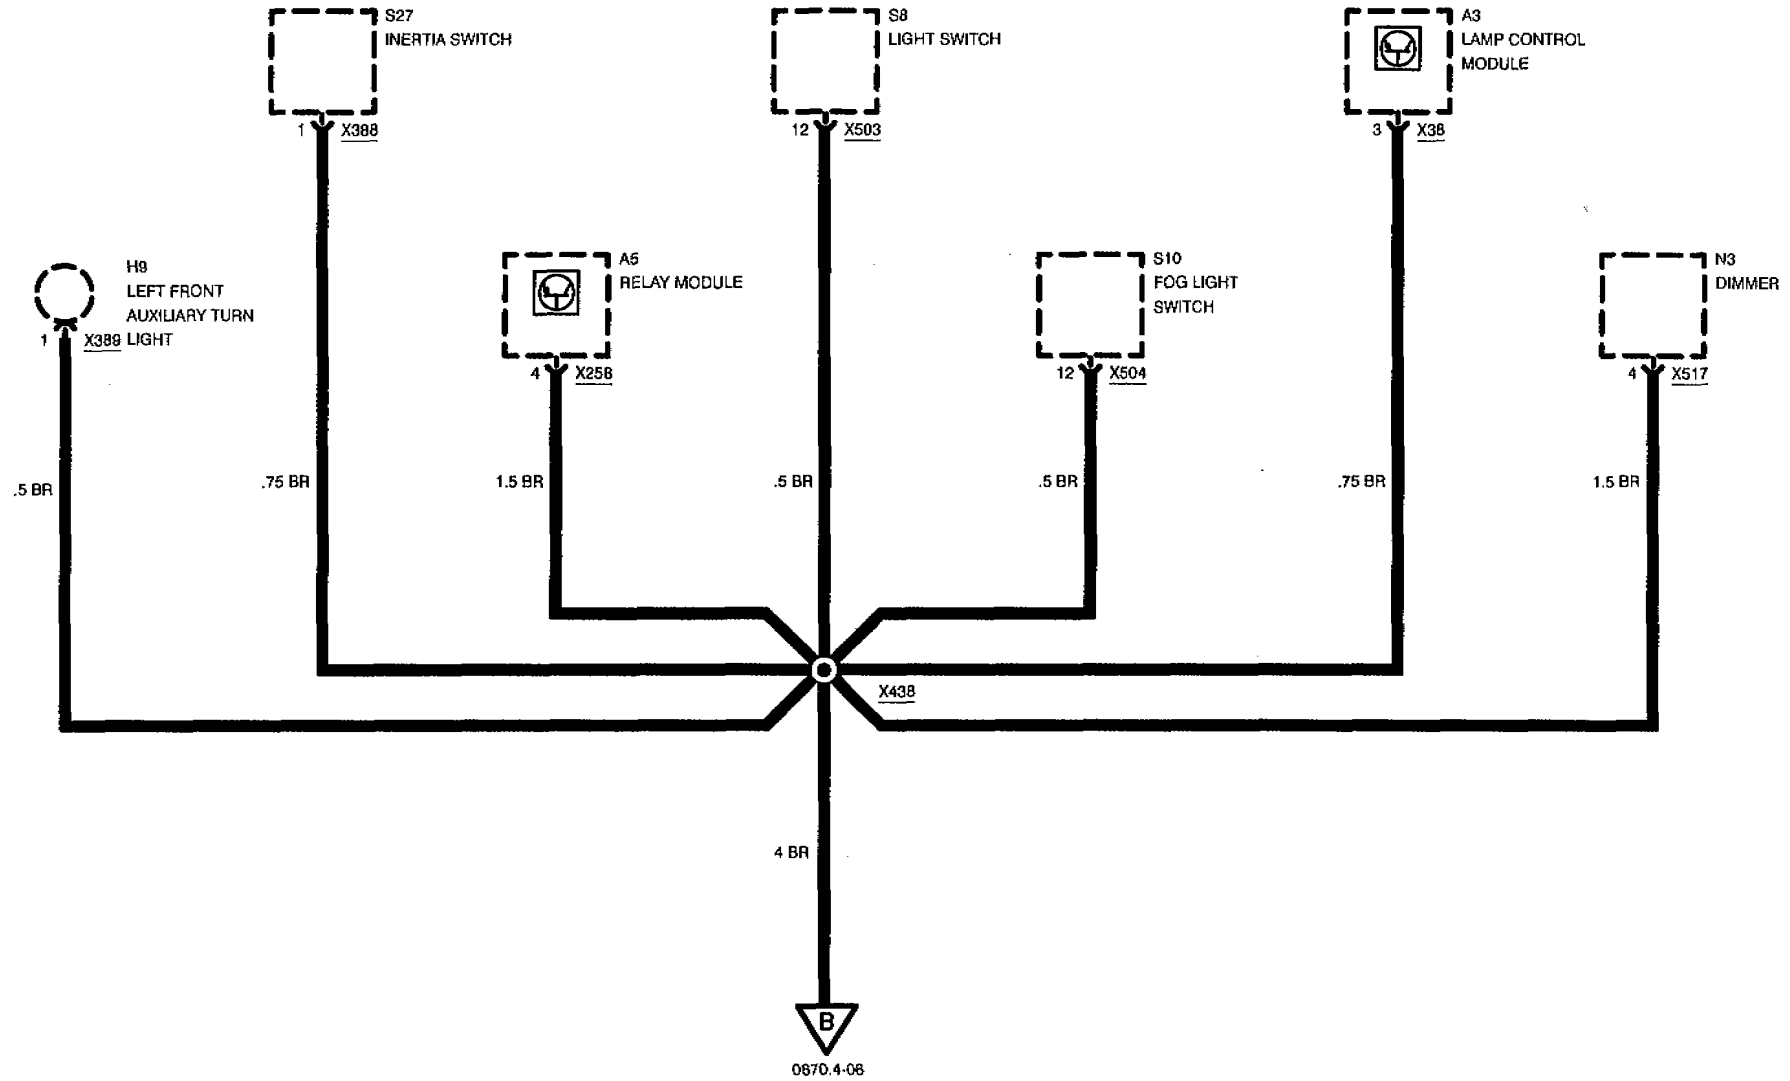 S27
INERTIA SWITCH
1 X388
S8
LIGHT SWITCH
12 X503
A3
LAMP CONTROL
MODULE
3 X38
H9
LEFT FRONT
AUXILIARY TURN
LIGHT
1 X389
A5
RELAY MODULE
4 X258
S10
FOG LIGHT
SWITCH
12 X504
N3
DIMMER
4 X517
.5 BR
.75 BR
1.5 BR
.5 BR
.5 BR
.75 BR
1.5 BR
X438
4 BR
B
0670.4-06